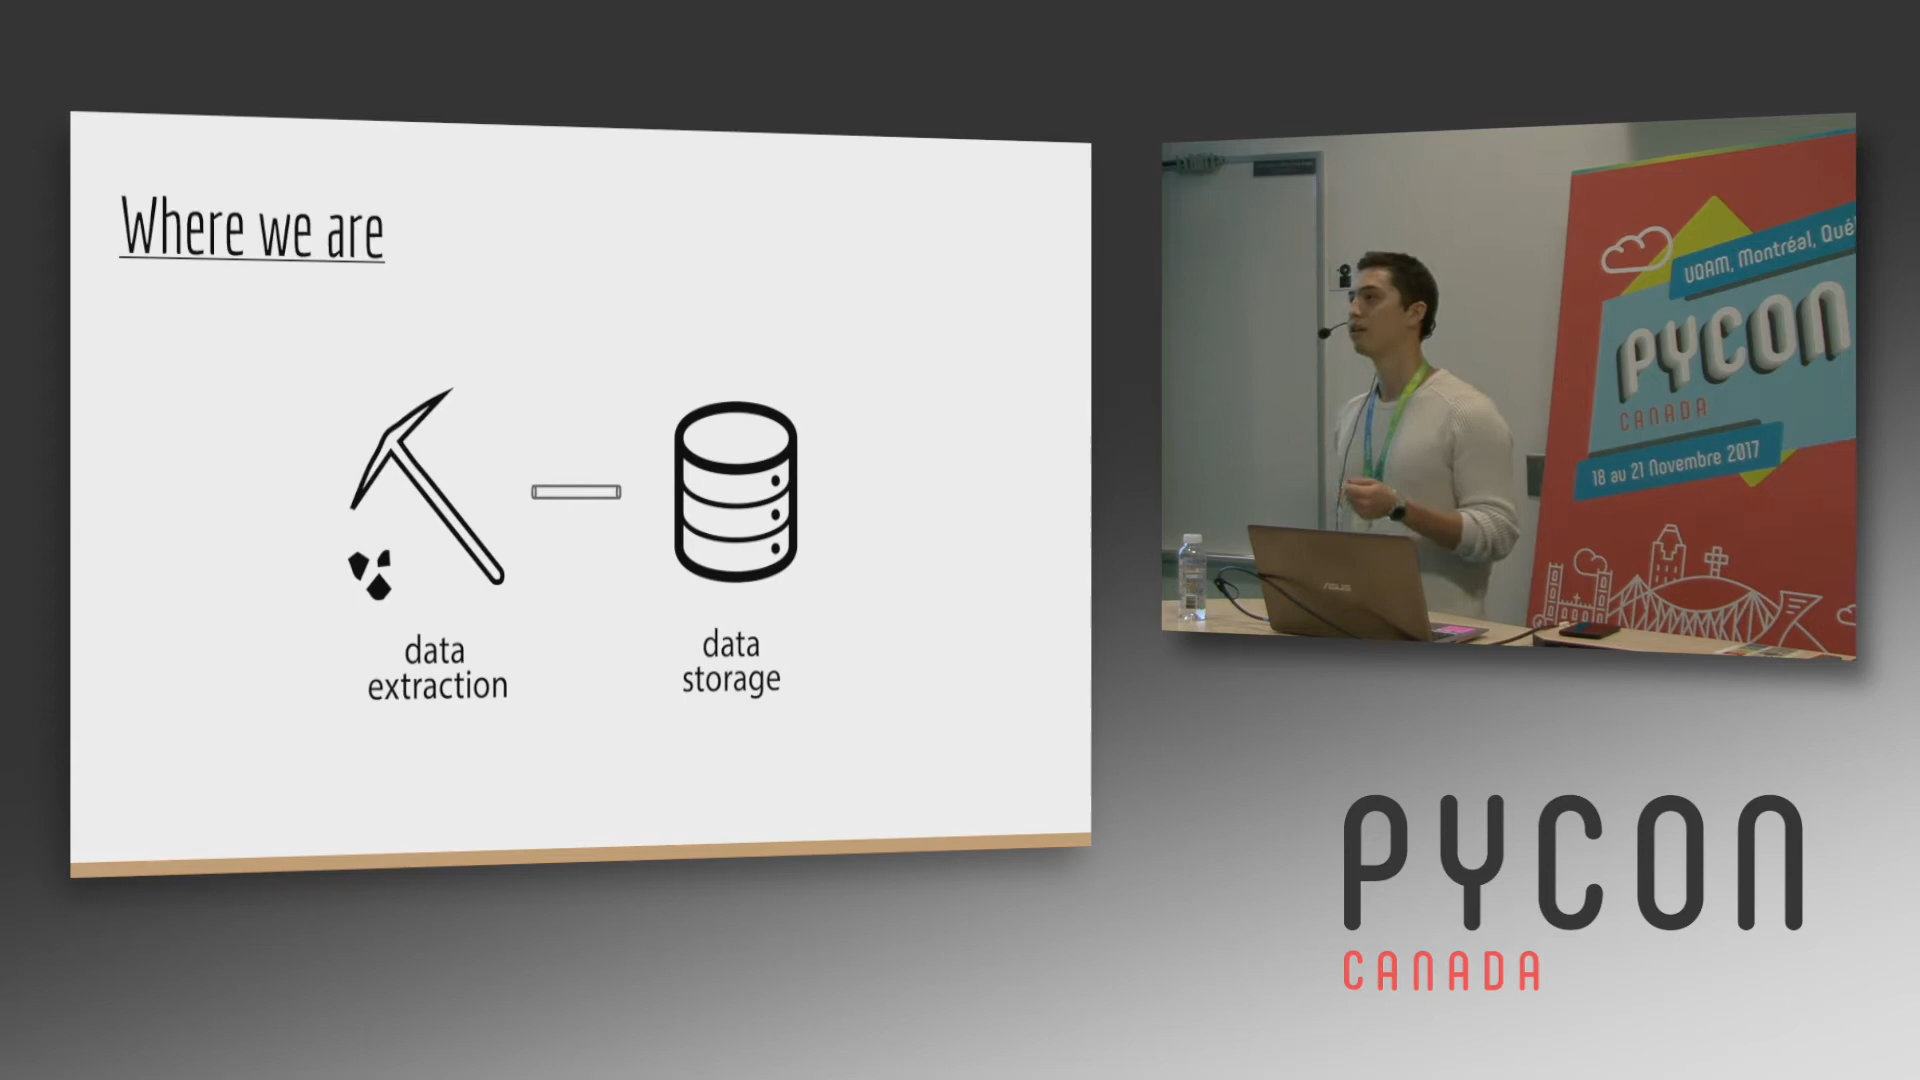 Where we are
data
extraction
data
storage
UQAM, Montréal, Qué
PYCON
CANADA
18 au 21 Novembre 2017
ASUS
PYCON
CANADA